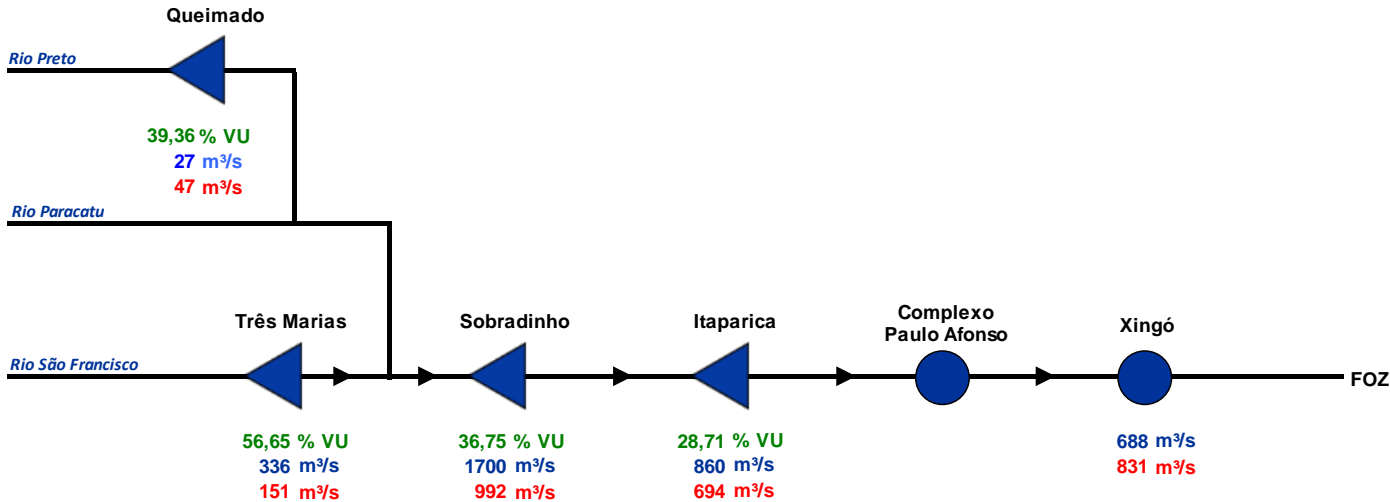 Queimado
Rio Preto
39,36 % VU
27 m³/s
47 m³/s
Rio Paracatu
Três Marias
Sobradinho
Itaparica
Complexo
Paulo Afonso
Xingó
Rio São Francisco
FOZ
56,65 % VU
336 m³/s
151 m³/s
36,75 % VU
1700 m³/s
992 m³/s
28,71 % VU
860 m³/s
694 m³/s
688 m³/s
831 m³/s